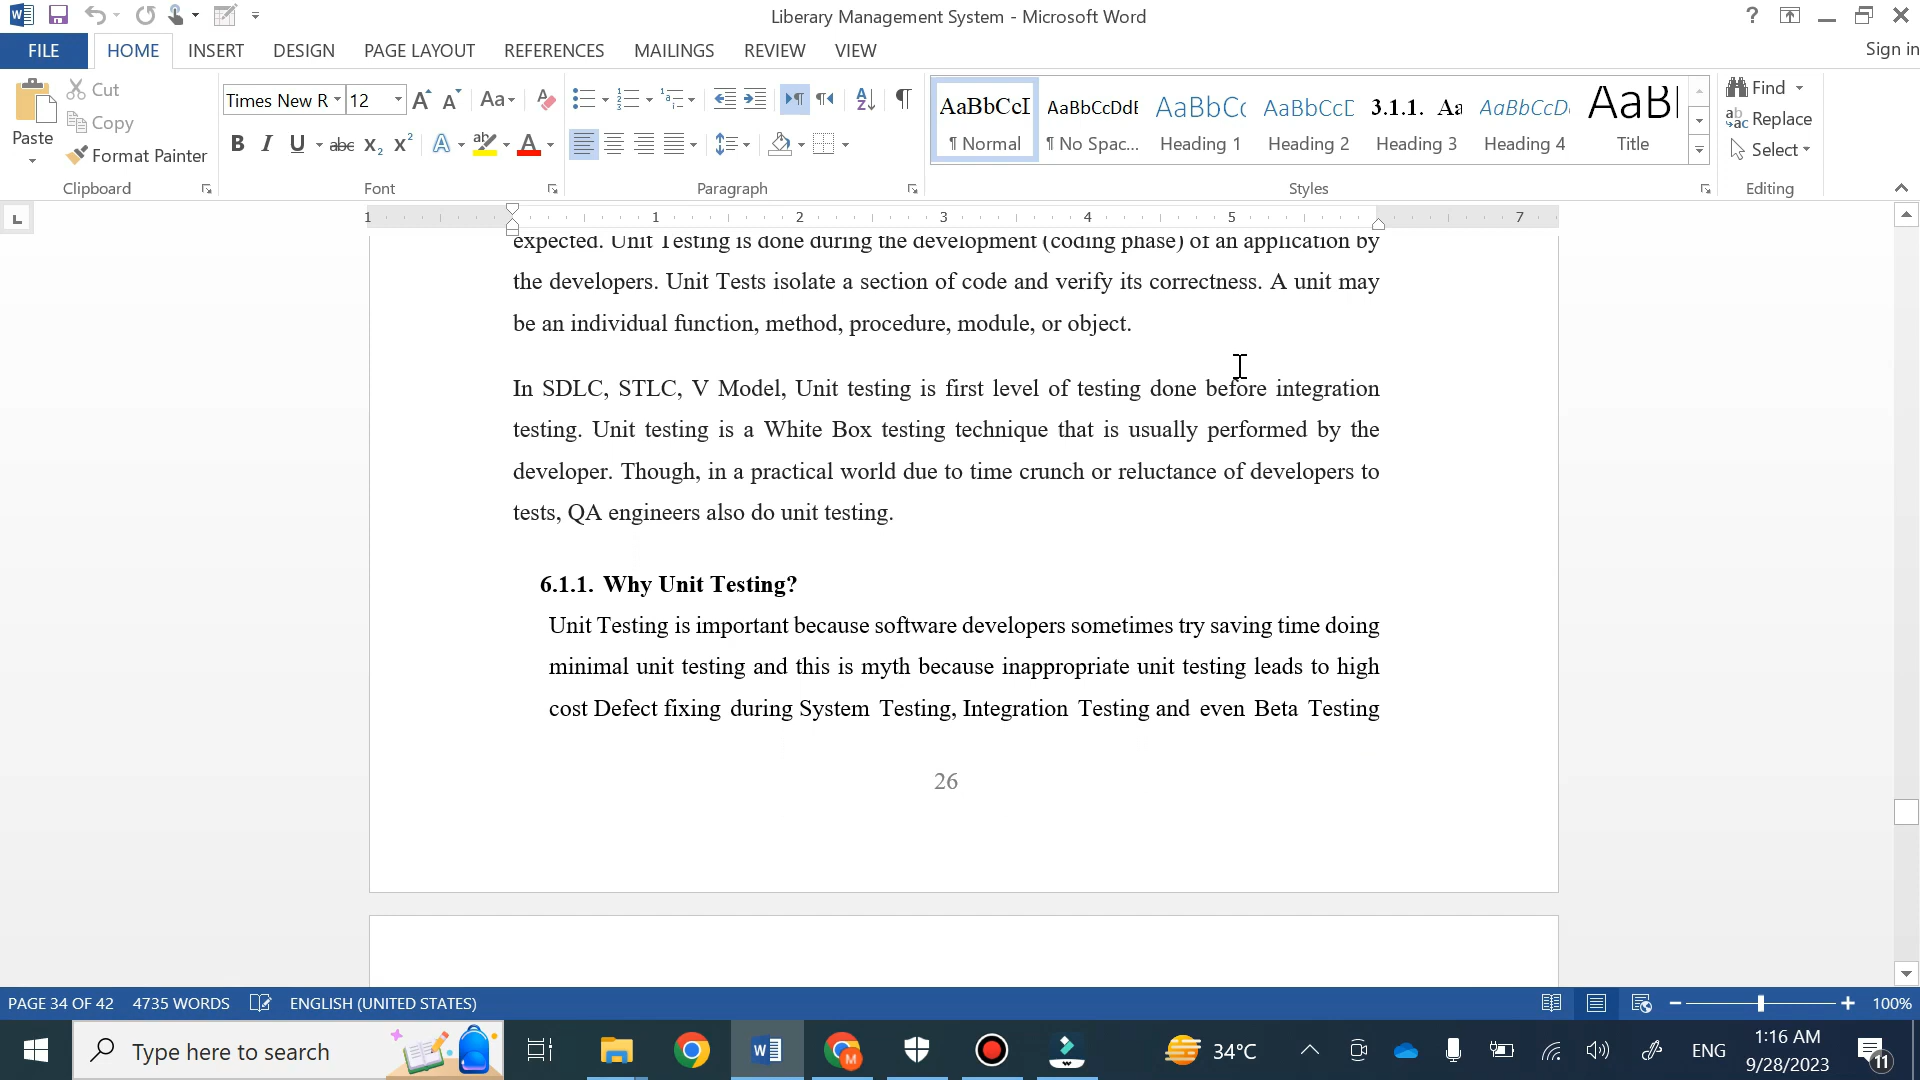 Liberary Management System - Microsoft Word
?
FILE HOME INSERT DESIGN PAGE LAYOUT REFERENCES MAILINGS REVIEW VIEW Sign in
Paste
Cut
Copy
Format Painter
Clipboard
Times New R 12
Font
Paragraph
AaBbCcI AaBbCcDdE AaBbCc AaBbCcD 3.1.1. Aa AaBbCcD AaB
¶ Normal ¶ No Spac... Heading 1 Heading 2 Heading 3 Heading 4 Title
Styles
Find
Replace
Select
Editing
1 1 2 3 4 5 7
expected. Unit Testing is done during the development (coding phase) of an application by
the developers. Unit Tests isolate a section of code and verify its correctness. A unit may
be an individual function, method, procedure, module, or object.
In SDLC, STLC, V Model, Unit testing is first level of testing done before integration
testing. Unit testing is a White Box testing technique that is usually performed by the
developer. Though, in a practical world due to time crunch or reluctance of developers to
tests, QA engineers also do unit testing.
6.1.1. Why Unit Testing?
Unit Testing is important because software developers sometimes try saving time doing
minimal unit testing and this is myth because inappropriate unit testing leads to high
cost Defect fixing during System Testing, Integration Testing and even Beta Testing
26
PAGE 34 OF 42 4735 WORDS ENGLISH (UNITED STATES) 100%
Type here to search
34°C
ENG
1:16 AM
9/28/2023
11